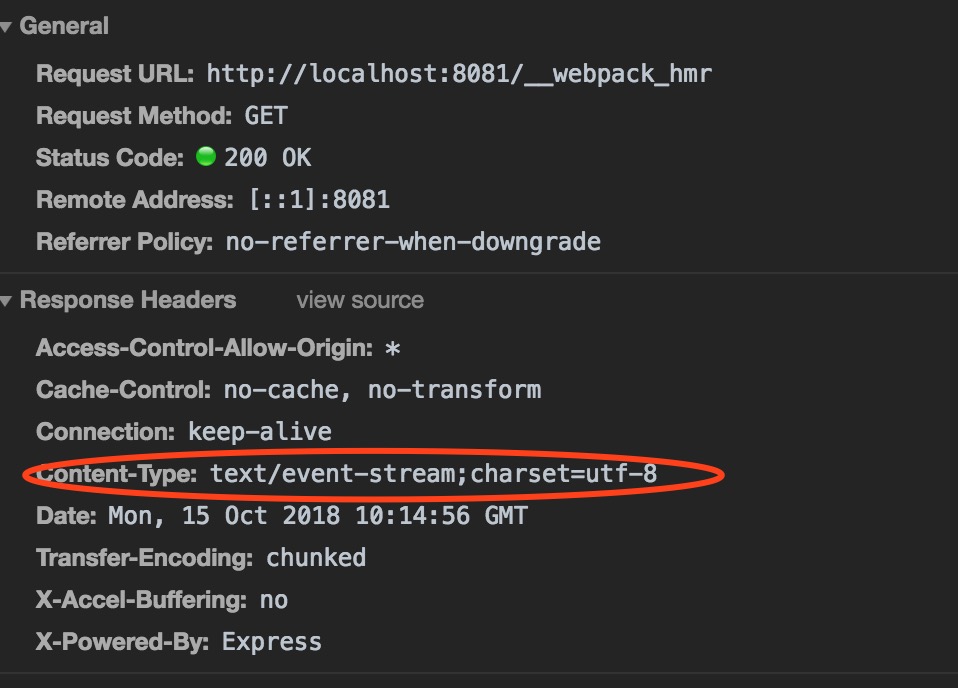 General
Request URL: http://localhost:8081/__webpack_hmr
Request Method: GET
Status Code: 200 OK
Remote Address: [::1]:8081
Referrer Policy: no-referrer-when-downgrade
Response Headers view source
Access-Control-Allow-Origin: *
Cache-Control: no-cache, no-transform
Connection: keep-alive
Content-Type: text/event-stream;charset=utf-8
Date: Mon, 15 Oct 2018 10:14:56 GMT
Transfer-Encoding: chunked
X-Accel-Buffering: no
X-Powered-By: Express